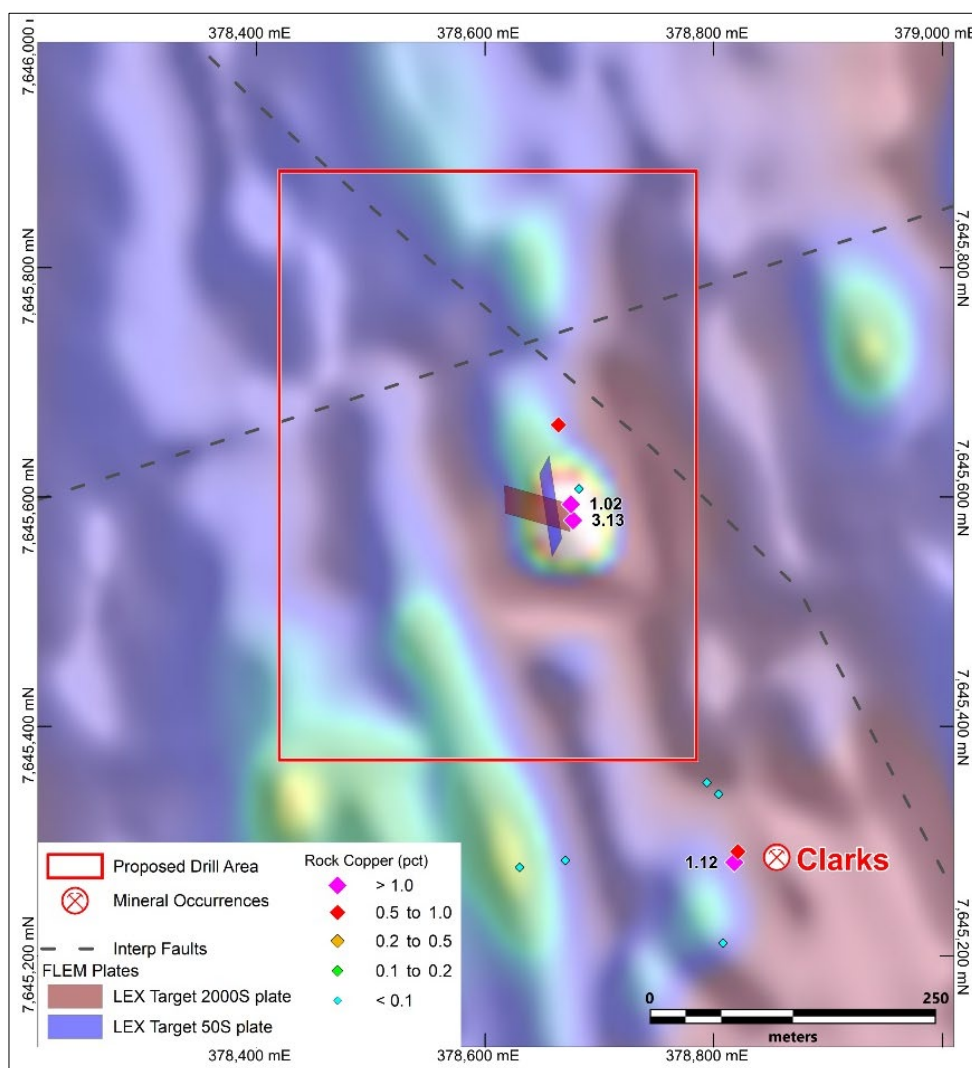 378,400 mE
378,600 mE
378,800 mE
379,000 mE
7,646,000
7,645,800 mN
7,645,800 mN
7,645,600 mN
7,645,600 mN
1.02
3.13
7,645,400 mN
7,645,400 mN
1.12
Clarks
7,645,200 mN
7,645,200 mN
Proposed Drill Area
Mineral Occurrences
Interp Faults
FLEM Plates
LEX Target 2000S plate
LEX Target 50S plate
Rock Copper (pct)
> 1.0
0.5 to 1.0
0.2 to 0.5
0.1 to 0.2
< 0.1
0
250
meters
378,400 mE
378,600 mE
378,800 mE